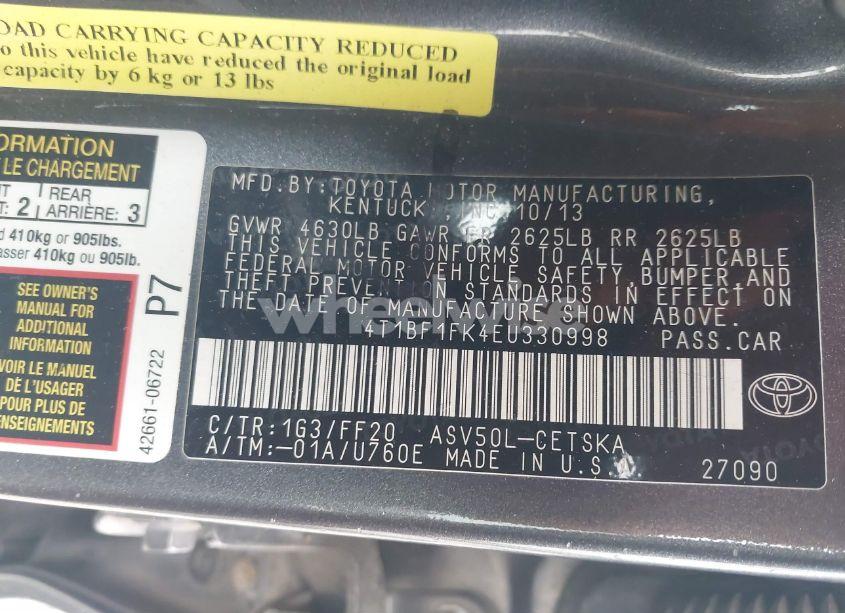 OAD CARRYING CAPACITY REDUCED
o this vehicle have reduced the original load
capacity by 6 kg or 13 lbs
ORMATION
LE CHARGEMENT
2 REAR
ARRIÈRE: 3
410kg or 905lbs.
asser 410kg ou 905lb.
SEE OWNER'S
MANUAL FOR
ADDITIONAL
VOIR LE MANUEL
DE L'USAGER
POUR PLUS DE
ENSEIGNEMENTS
P7
42661-06722
MFD.BY:TOYOTA MOTOR MANUFACTURING,
KENTUCK ,INC 10/13
GVWR 4630LB GAWR FR 2625LB RR 2625LB
THIS VEHICLE CONFORMS TO ALL APPLICABLE
FEDERAL MOTOR VEHICLE SAFETY,BUMPER,AND
THEFT PREVENTION STANDARDS IN EFFECT ON
THE DATE OF MANUFACTURE SHOWN ABOVE.
4T1BF1FK4EU330998 PASS.CAR
C/TR:1G3/FF20 ASV50L-CETSKA
A/TM:-01A/U760E MADE IN U.S.A
27090
TOYOTA
wheelwise